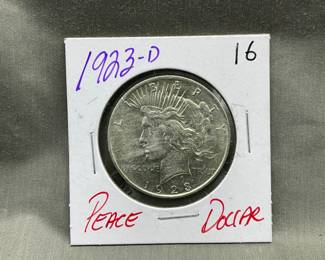 1923-D 16
LIBERTY
1923
PEACE — DOLLAR